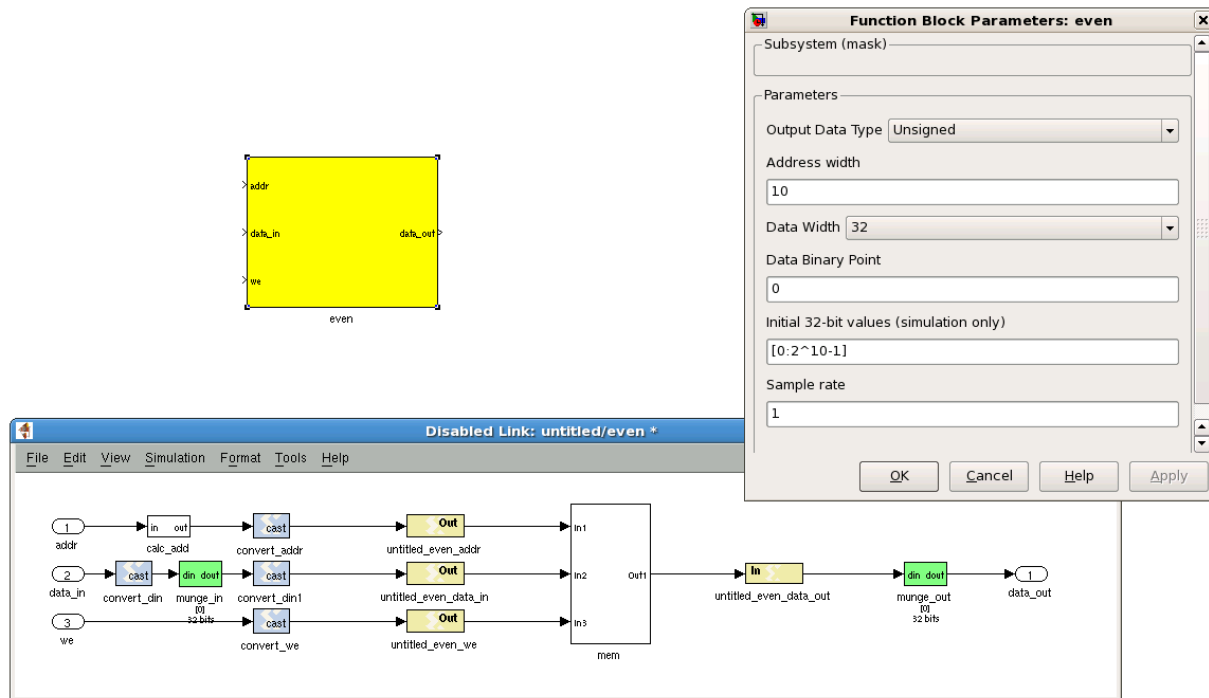 Function Block Parameters: even
Subsystem (mask)
Parameters
Output Data Type Unsigned
Address width
10
Data Width 32
Data Binary Point
0
Initial 32-bit values (simulation only)
[0:2^10-1]
Sample rate
1
OK Cancel Help Apply
addr
data_in data_out
we
even
Disabled Link: untitled/even *
File Edit View Simulation Format Tools Help
1 in out cast Out In1
addr calc_add convert_addr untitled_even_addr
2 cast din dout cast Out In2 Out1 In din dout 1
data_in convert_din munge_in convert_din1 untitled_even_data_in untitled_even_data_out munge_out data_out
[0] [0]
32 bits 32 bits
3 cast Out In3
we convert_we untitled_even_we
mem